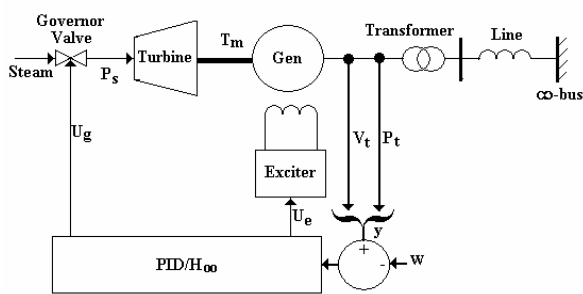 Governor
Valve
Steam
Ps
Turbine
Tm
Gen
Transformer
Line
∞-bus
Ug
Vt
Pt
Exciter
Ue
y
+
-
w
PID/H∞